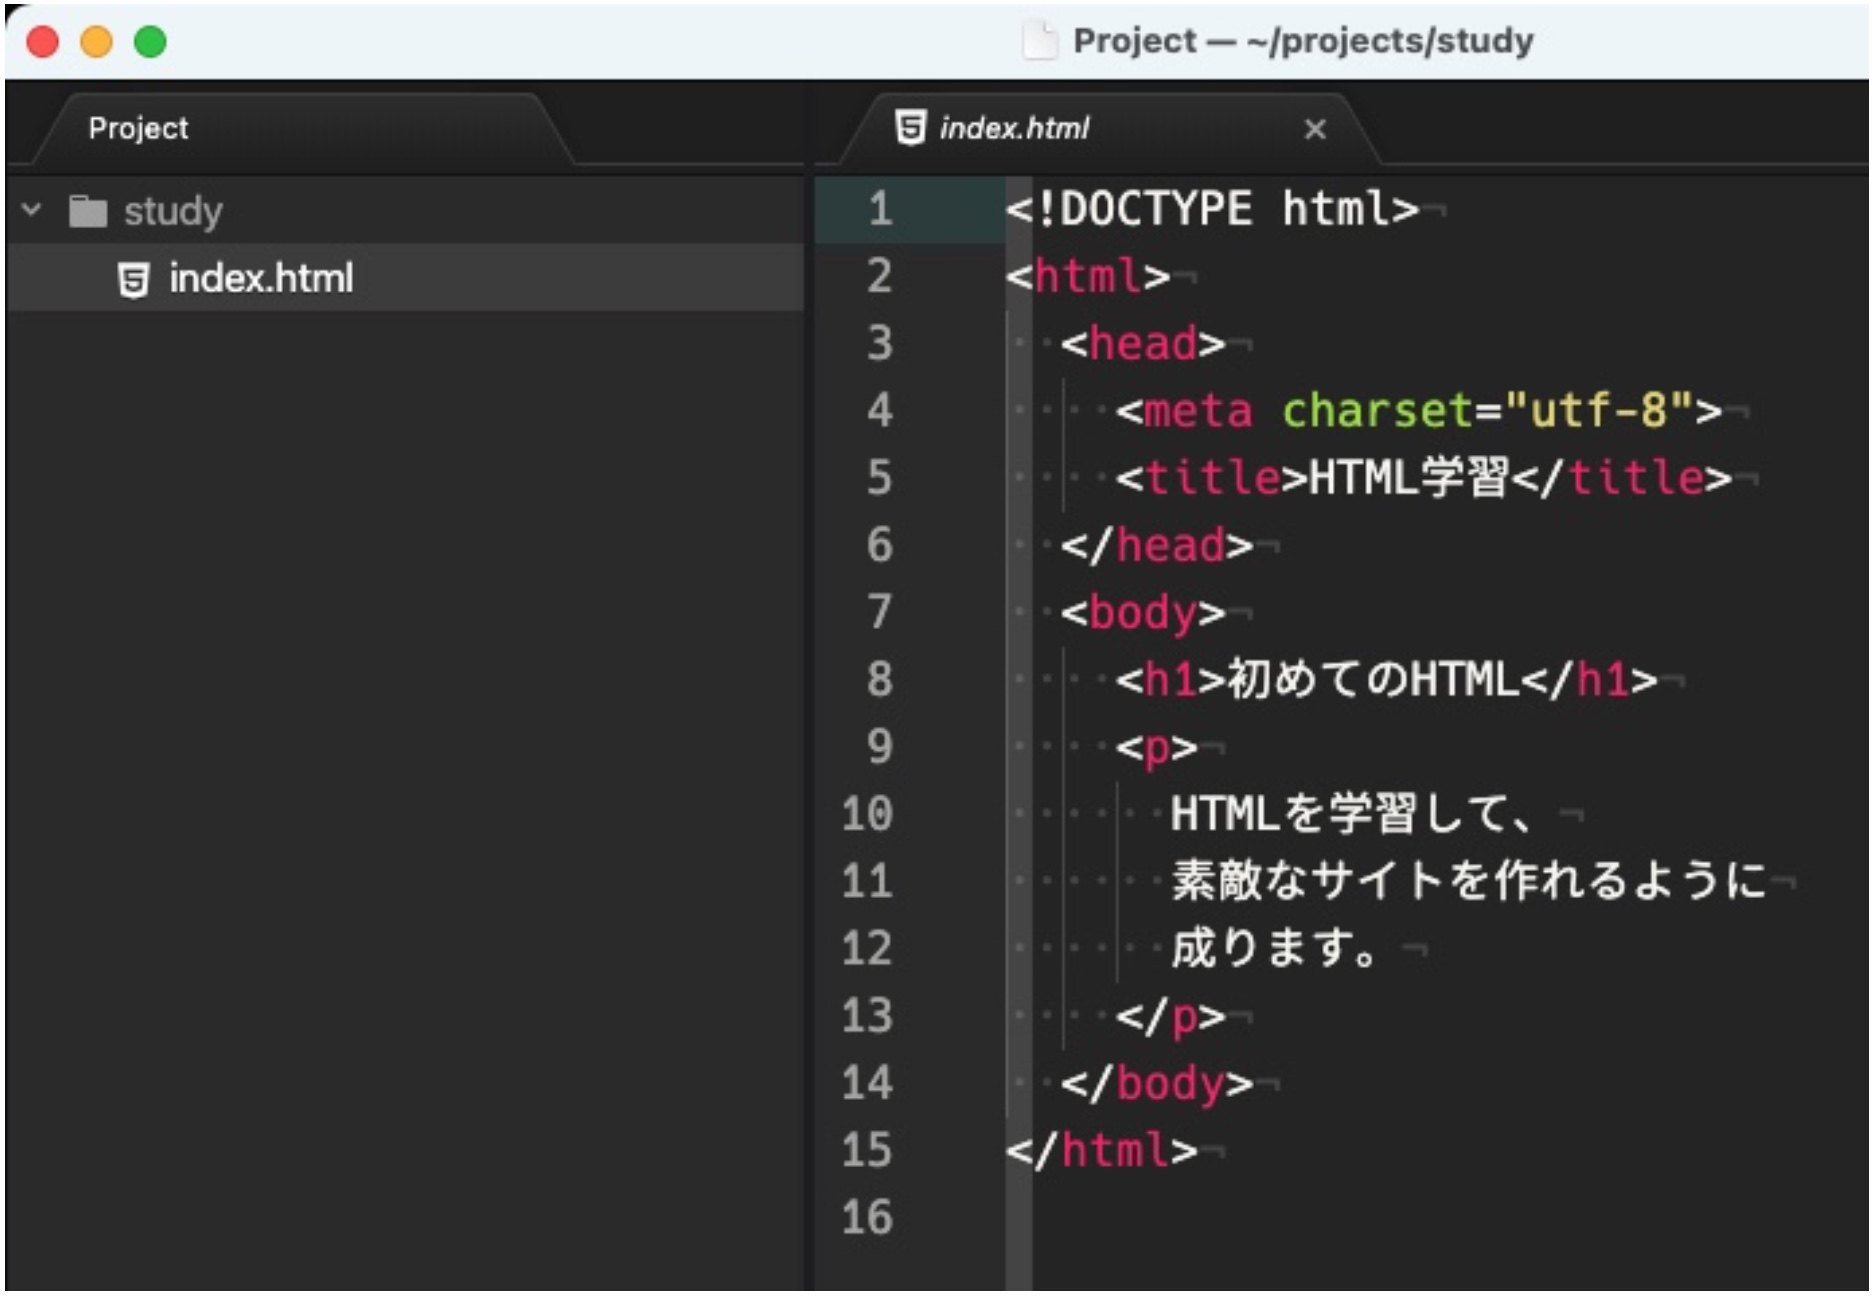 Project — ~/projects/study
Project
index.html
study
index.html
1 <!DOCTYPE html>¬
2 <html>¬
3 ··<head>¬
4 ····<meta charset="utf-8">¬
5 ····<title>HTML学習</title>¬
6 ··</head>¬
7 ··<body>¬
8 ····<h1>初めてのHTML</h1>¬
9 ····<p>¬
10 ······HTMLを学習して、¬
11 ······素敵なサイトを作れるように¬
12 ······成ります。¬
13 ····</p>¬
14 ··</body>¬
15 </html>¬
16